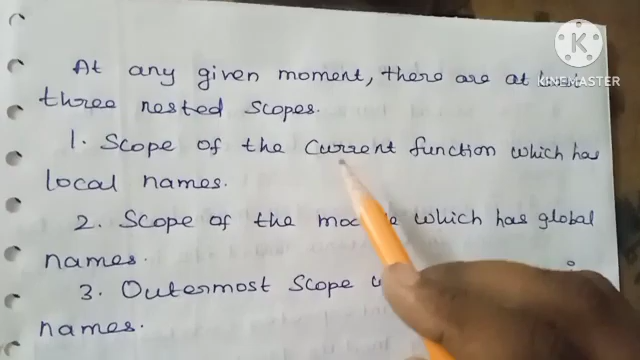 KINEMASTER
At any given moment, there are at least
three nested scopes.
1. Scope of the current function which has
local names.
2. Scope of the which has global
names.
3. Outermost scope
names.